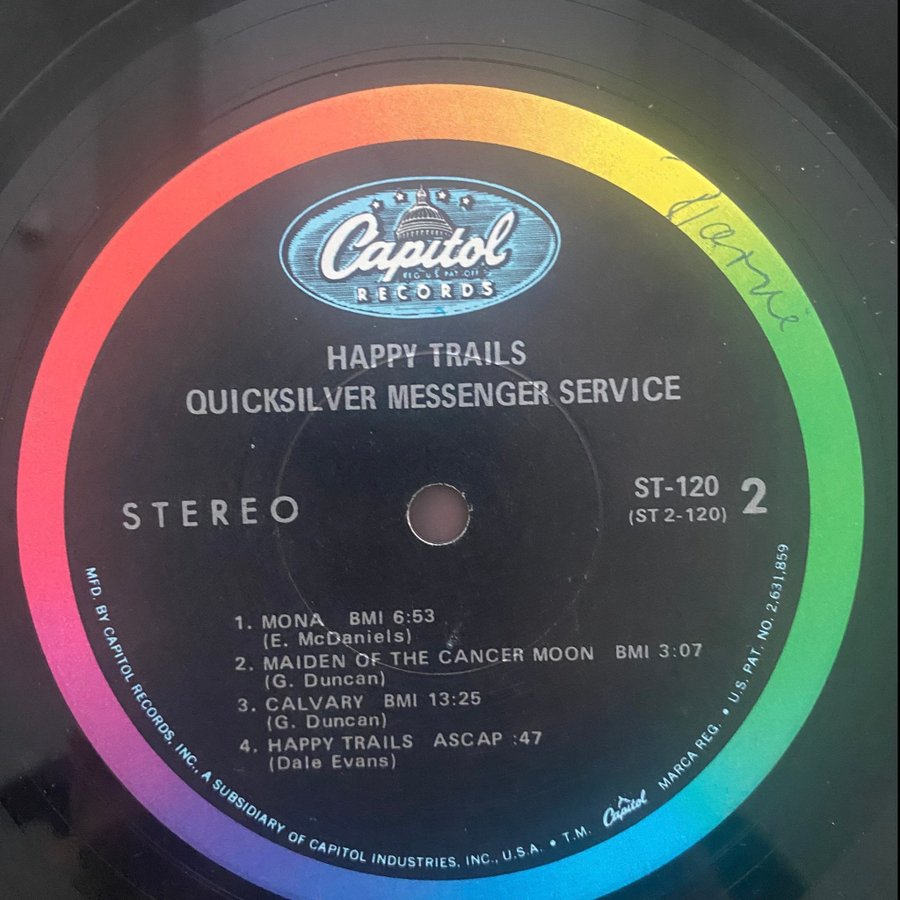 Capitol
REG. U.S. PAT. OFF.
RECORDS
HAPPY TRAILS
QUICKSILVER MESSENGER SERVICE
STEREO
ST-120
(ST 2-120)
2
1. MONA BMI 6:53
(E. McDaniels)
2. MAIDEN OF THE CANCER MOON BMI 3:07
(G. Duncan)
3. CALVARY BMI 13:25
(G. Duncan)
4. HAPPY TRAILS ASCAP :47
(Dale Evans)
MFD. BY CAPITOL RECORDS, INC., A SUBSIDIARY OF CAPITOL INDUSTRIES, INC., U.S.A. • T.M. Capitol MARCA REG. • U.S. PAT. NO. 2,631,859